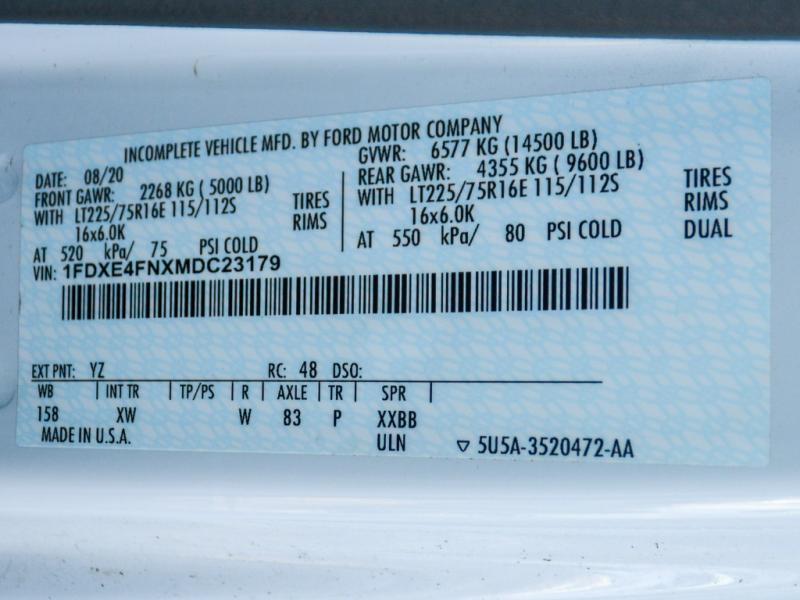 INCOMPLETE VEHICLE MFD. BY FORD MOTOR COMPANY
DATE: 08/20 GVWR: 6577 KG (14500 LB)
FRONT GAWR: 2268 KG ( 5000 LB) REAR GAWR: 4355 KG ( 9600 LB)
WITH LT225/75R16E 115/112S TIRES WITH LT225/75R16E 115/112S TIRES
16x6.0K RIMS 16x6.0K RIMS
AT 520 kPa/ 75 PSI COLD AT 550 kPa/ 80 PSI COLD DUAL
VIN: 1FDXE4FNXMDC23179
EXT PNT: YZ RC: 48 DSO:
WB | INT TR | TP/PS | R | AXLE | TR | SPR |
158 XW W 83 P XXBB
MADE IN U.S.A. ULN ▽ 5U5A-3520472-AA